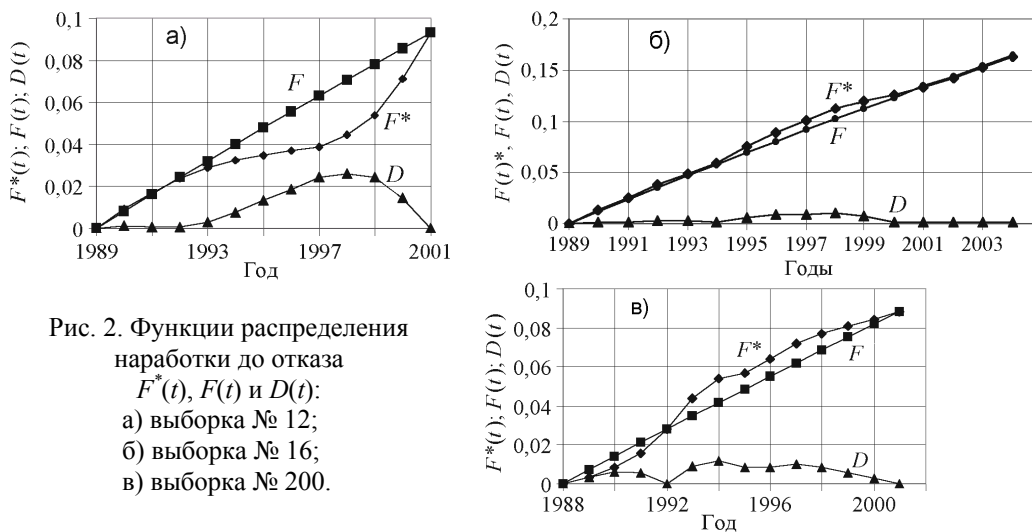 а)
F*(t); F(t); D(t)
0,1
0,08
0,06
0,04
0,02
0
F
F*
D
1989 1993 1997 2001
Год
б)
F(t)*, F(t), D(t)
0,2
0,15
0,1
0,05
0
F*
F
D
1989 1991 1993 1995 1997 1999 2001 2003
Годы
Рис. 2. Функции распределения
наработки до отказа
F*(t), F(t) и D(t):
а) выборка № 12;
б) выборка № 16;
в) выборка № 200.
в)
F*(t); F(t); D(t)
0,1
0,08
0,06
0,04
0,02
0
F*
F
D
1988 1992 1996 2000
Год